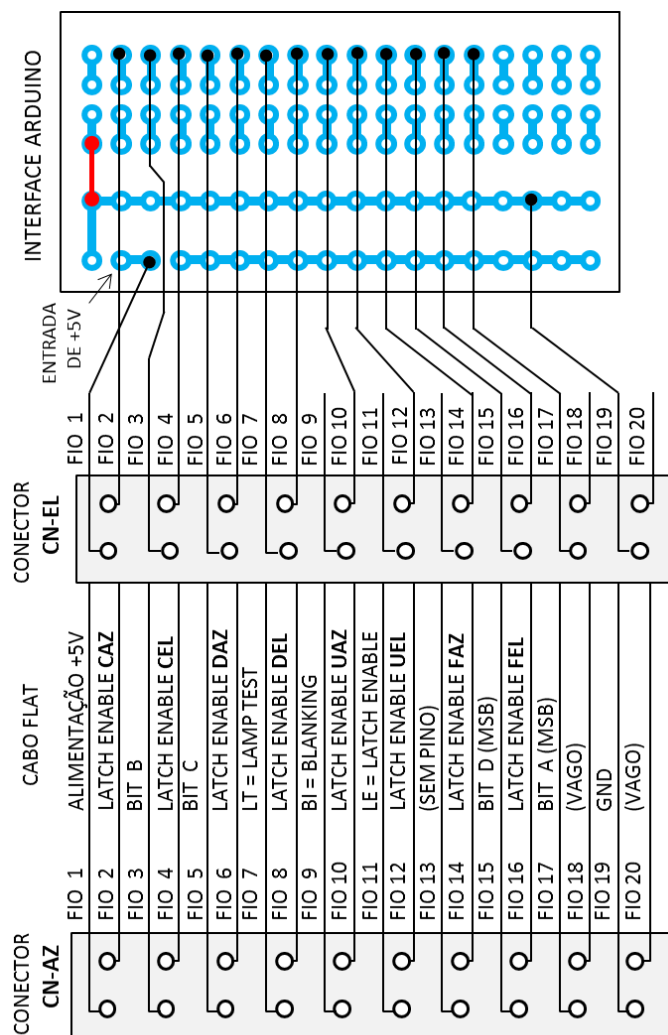 INTERFACE ARDUINO
ENTRADA
DE +5V
FIO 1
FIO 2
FIO 3
FIO 4
FIO 5
FIO 6
FIO 7
FIO 8
FIO 9
FIO 10
FIO 11
FIO 12
FIO 13
FIO 14
FIO 15
FIO 16
FIO 17
FIO 18
FIO 19
FIO 20
CONECTOR
CN-EL
CABO FLAT
ALIMENTAÇÃO +5V
LATCH ENABLE CAZ
BIT B
LATCH ENABLE CEL
BIT C
LATCH ENABLE DAZ
LT = LAMP TEST
LATCH ENABLE DEL
BI = BLANKING
LATCH ENABLE UAZ
LE = LATCH ENABLE
LATCH ENABLE UEL
(SEM PINO)
LATCH ENABLE FAZ
BIT D (MSB)
LATCH ENABLE FEL
BIT A (MSB)
(VAGO)
GND
(VAGO)
FIO 1
FIO 2
FIO 3
FIO 4
FIO 5
FIO 6
FIO 7
FIO 8
FIO 9
FIO 10
FIO 11
FIO 12
FIO 13
FIO 14
FIO 15
FIO 16
FIO 17
FIO 18
FIO 19
FIO 20
CONECTOR
CN-AZ